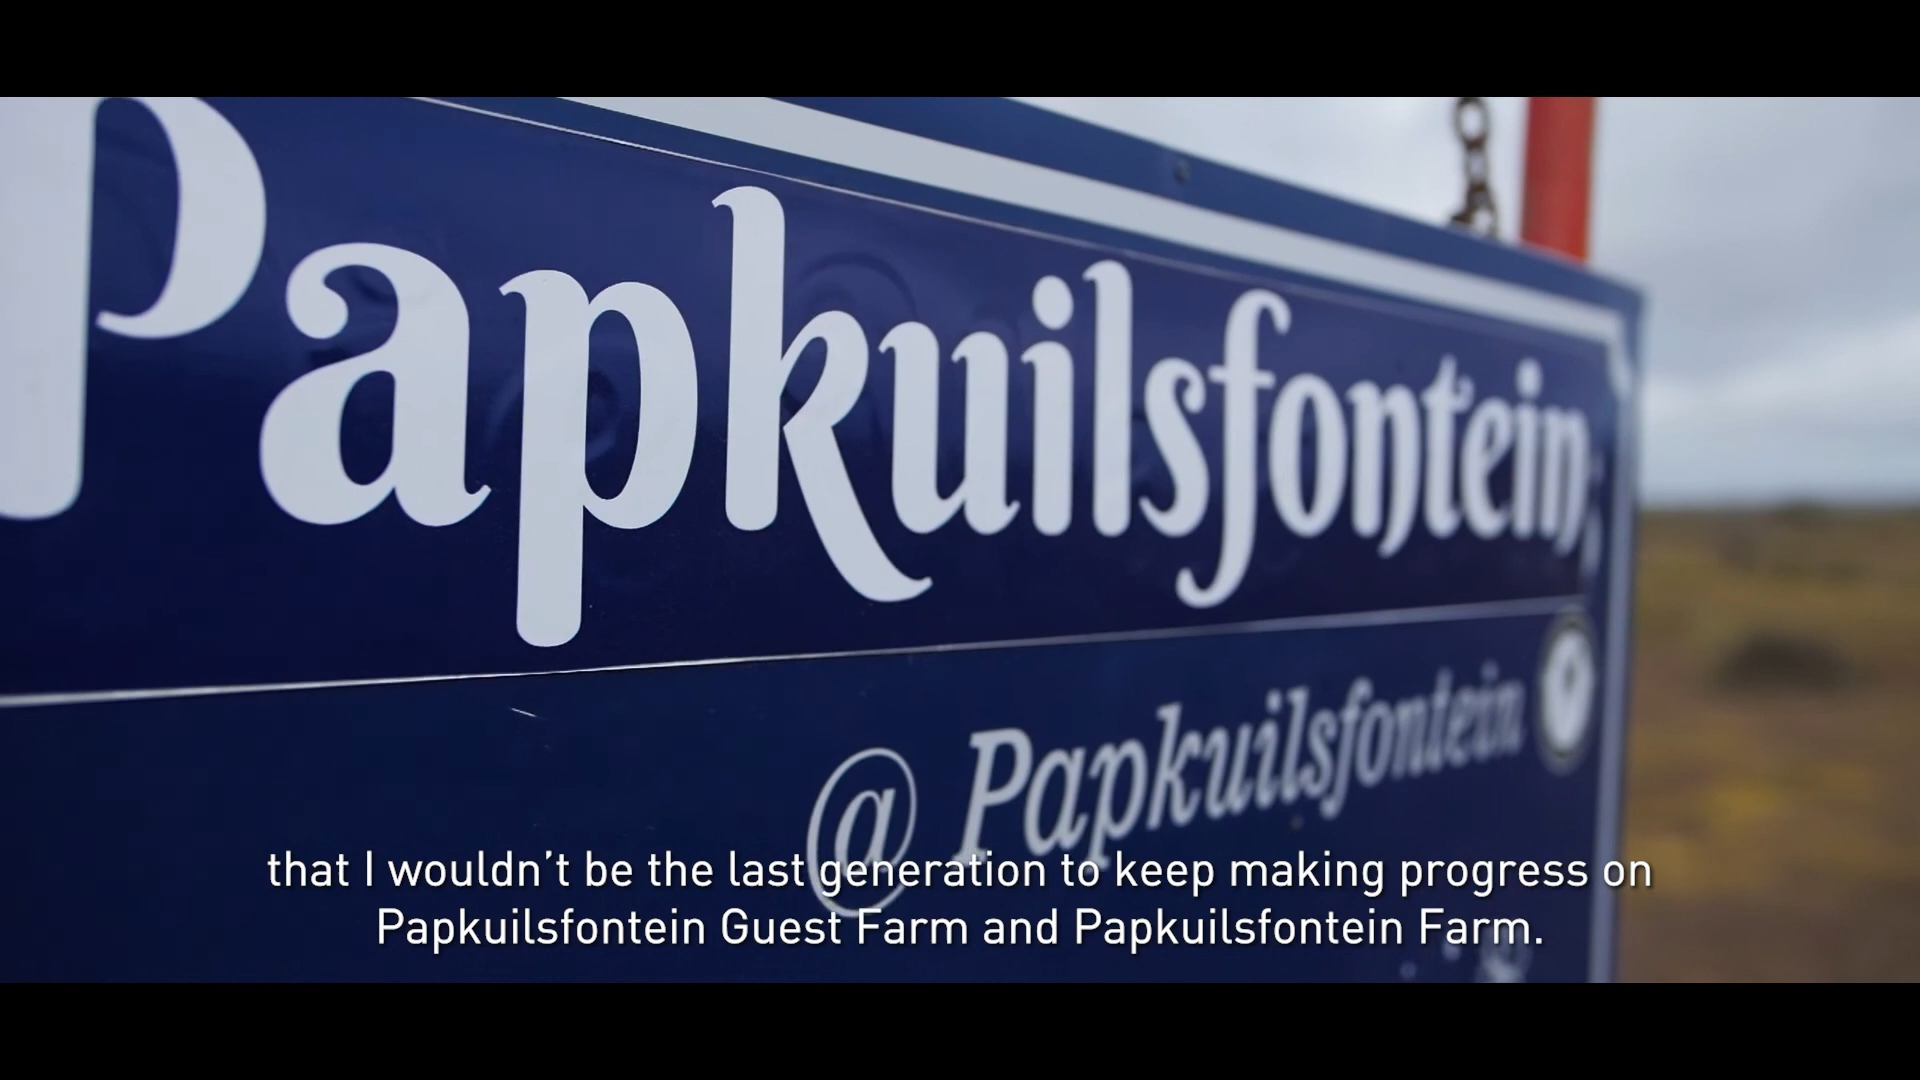 Papkuilsfontein
@ Papkuilsfontein
that I wouldn’t be the last generation to keep making progress on
Papkuilsfontein Guest Farm and Papkuilsfontein Farm.